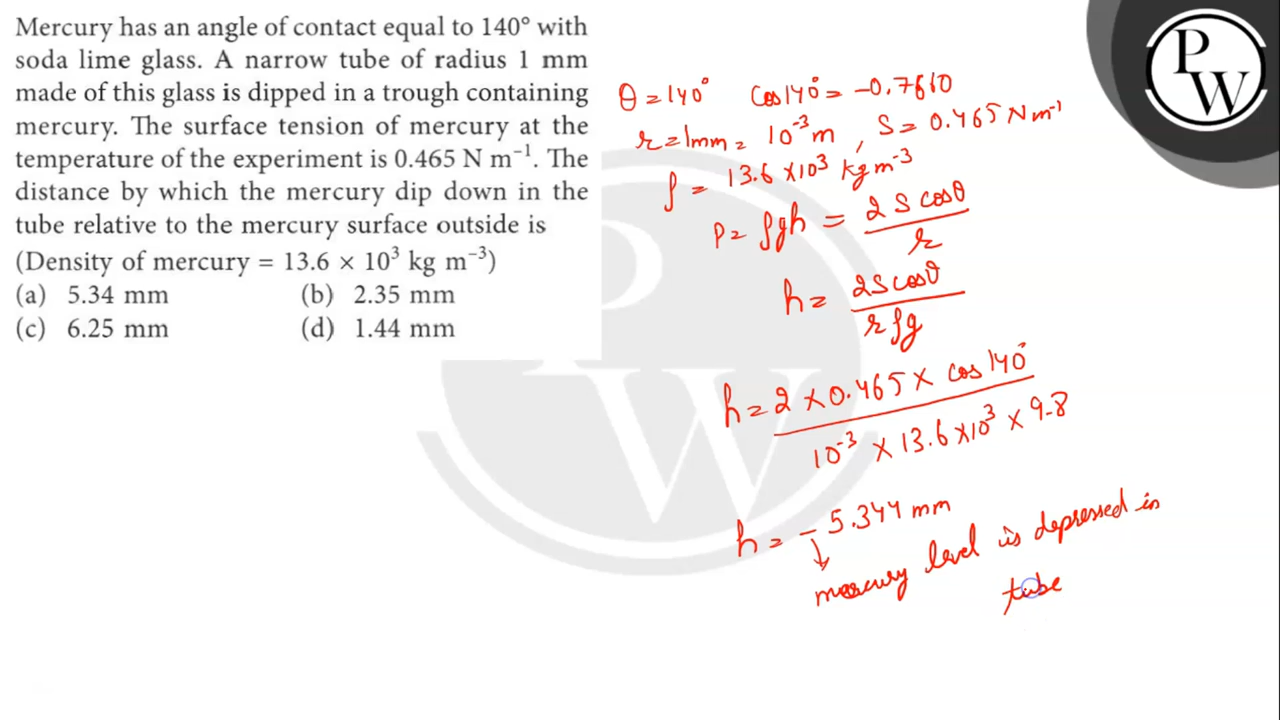 Mercury has an angle of contact equal to 140° with
soda lime glass. A narrow tube of radius 1 mm
made of this glass is dipped in a trough containing
mercury. The surface tension of mercury at the
temperature of the experiment is 0.465 N m⁻¹. The
distance by which the mercury dip down in the
tube relative to the mercury surface outside is
(Density of mercury = 13.6 × 10³ kg m⁻³)
(a) 5.34 mm (b) 2.35 mm
(c) 6.25 mm (d) 1.44 mm
θ = 140° cos140° = -0.7660
r = 1mm = 10⁻³ m , S = 0.465 N m⁻¹
ρ = 13.6 × 10³ kg m⁻³
P = ρgh = 2 S cosθ / r
h = 2S cosθ / r ρ g
h = 2 × 0.465 × cos 140° / 10⁻³ × 13.6 × 10³ × 9.8
h = - 5.344 mm
↓
mercury level is depressed in
tube
P
W
P
W